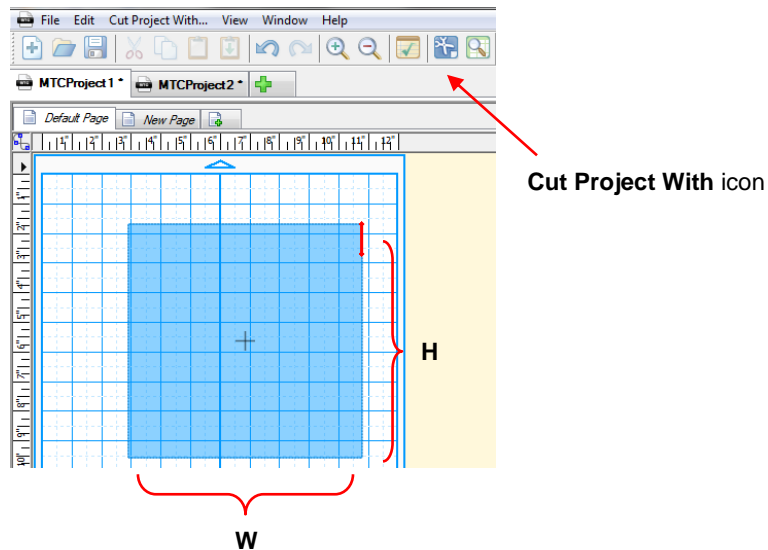 File Edit Cut Project With... View Window Help
MTCProject1 * MTCProject2 *
Default Page New Page
1" 2" 3" 4" 5" 6" 7" 8" 9" 10" 11" 12"
Cut Project With icon
1"
2"
3"
4"
5"
6"
7"
8"
9"
10"
H
W